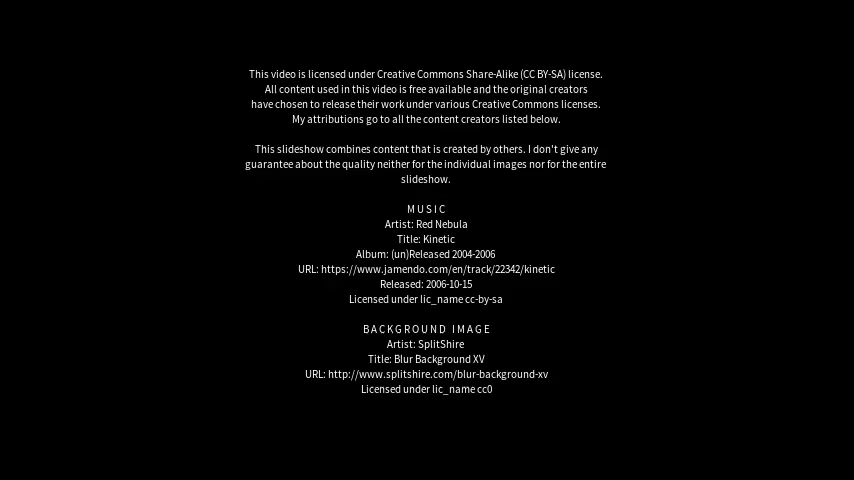 This video is licensed under Creative Commons Share-Alike (CC BY-SA) license.
All content used in this video is free available and the original creators
have chosen to release their work under various Creative Commons licenses.
My attributions go to all the content creators listed below.
This slideshow combines content that is created by others. I don't give any
guarantee about the quality neither for the individual images nor for the entire
slideshow.
MUSIC
Artist: Red Nebula
Title: Kinetic
Album: (un)Released 2004-2006
URL: https://www.jamendo.com/en/track/22342/kinetic
Released: 2006-10-15
Licensed under lic_name cc-by-sa
BACKGROUND IMAGE
Artist: SplitShire
Title: Blur Background XV
URL: http://www.splitshire.com/blur-background-xv
Licensed under lic_name cc0